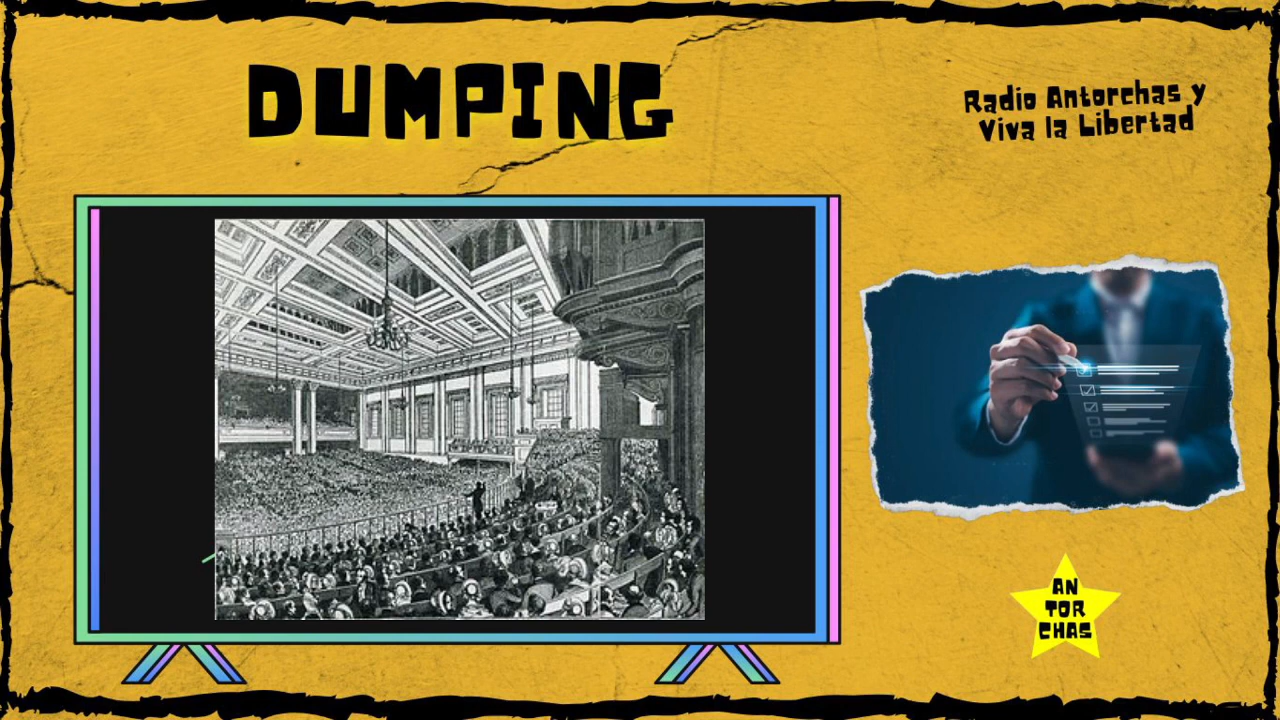 DUMPING
Radio Antorchas y
Viva la Libertad
AN
TOR
CHAS